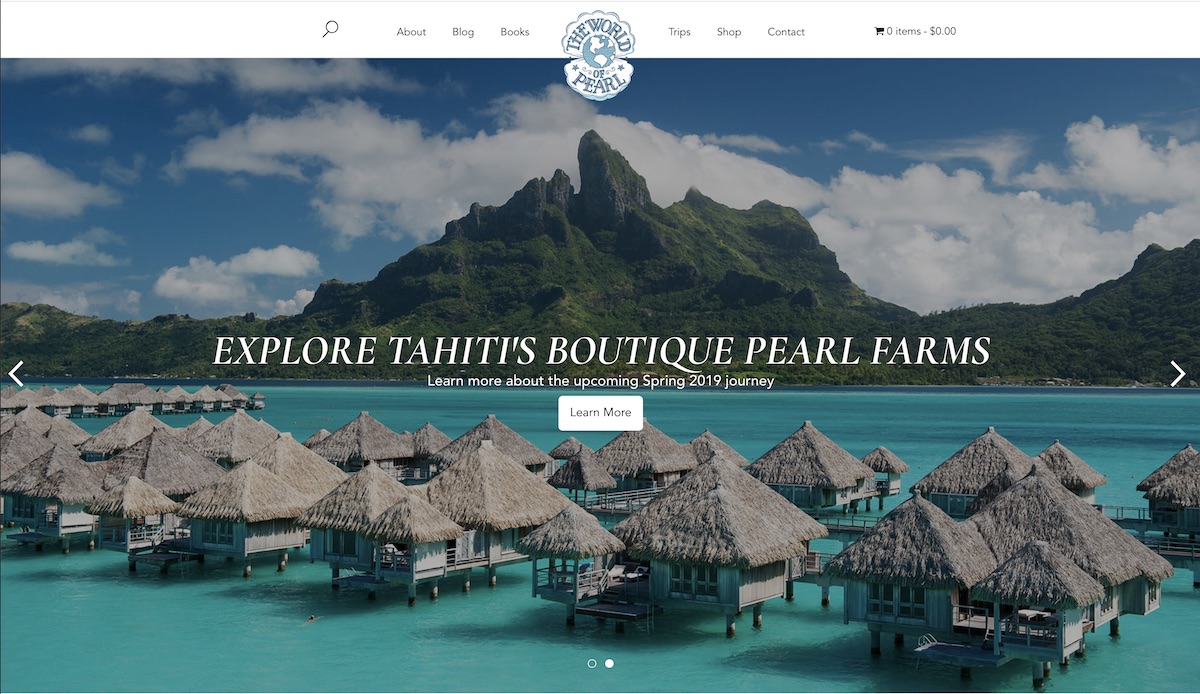 About
Blog
Books
THE WORLD
OF
PEARL
Trips
Shop
Contact
0 items - $0.00
EXPLORE TAHITI'S BOUTIQUE PEARL FARMS
Learn more about the upcoming Spring 2019 journey
Learn More